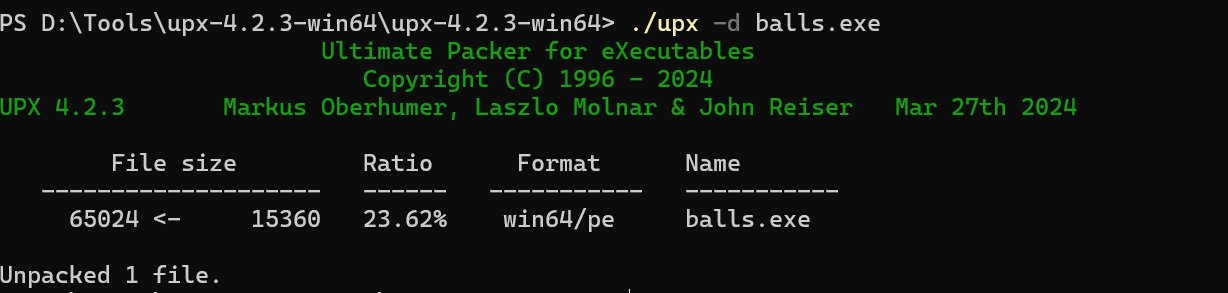 PS D:\Tools\upx-4.2.3-win64\upx-4.2.3-win64> ./upx -d balls.exe
Ultimate Packer for eXecutables
Copyright (C) 1996 - 2024
UPX 4.2.3 Markus Oberhumer, Laszlo Molnar & John Reiser Mar 27th 2024
File size Ratio Format Name
-------------------- ------ ----------- -----------
65024 <- 15360 23.62% win64/pe balls.exe
Unpacked 1 file.